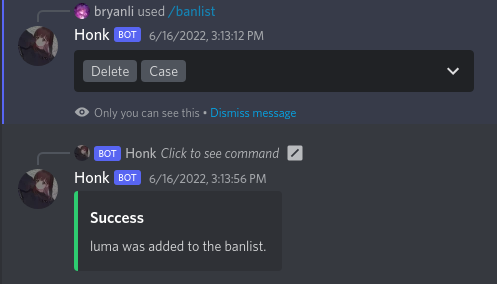 bryanli used /banlist
Honk BOT 6/16/2022, 3:13:12 PM
Delete Case
Only you can see this • Dismiss message
BOT Honk Click to see command
Honk BOT 6/16/2022, 3:13:56 PM
Success
luma was added to the banlist.